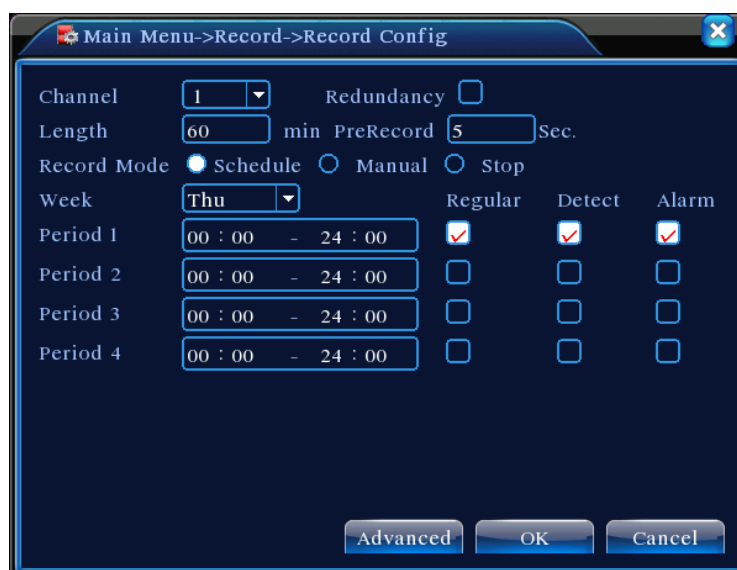 Main Menu->Record->Record Config
Channel 1 Redundancy
Length 60 min PreRecord 5 Sec.
Record Mode Schedule Manual Stop
Week Thu Regular Detect Alarm
Period 1 00 : 00 - 24 : 00
Period 2 00 : 00 - 24 : 00
Period 3 00 : 00 - 24 : 00
Period 4 00 : 00 - 24 : 00
Advanced OK Cancel